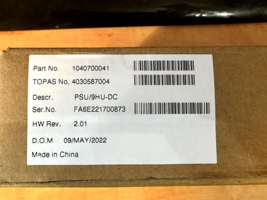 Part No. 1040700041
TOPAS No. 4030587004
Descr. PSU/9HU-DC
Ser.No. FA6E221700873
HW Rev. 2.01
D.O.M 09/MAY/2022
Made in China